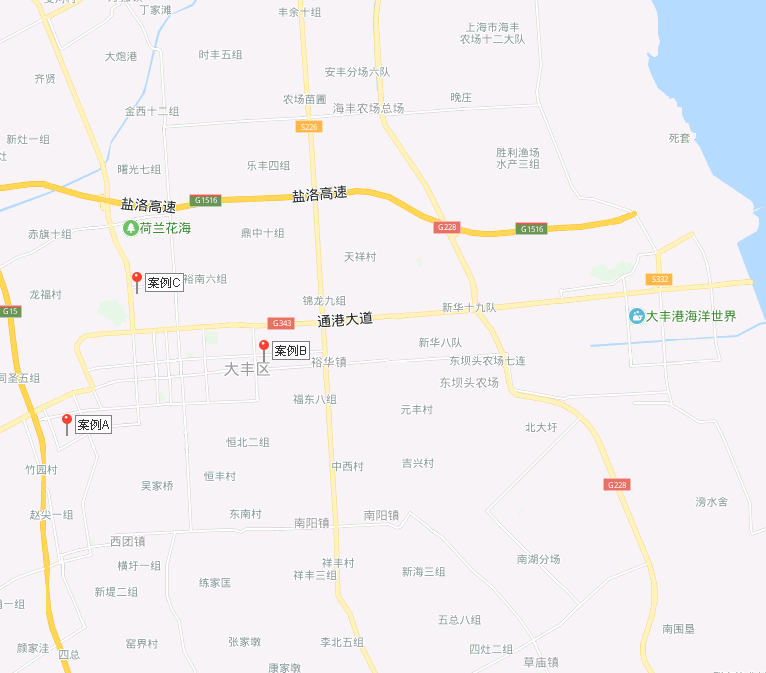 丁家滩
丰余十组
上海市海丰
农场十二大队
大炮港
时丰五组
齐贤
安丰分场六队
农场苗圃
海丰农场总场
晚庄
金西十二组
S226
新灶一组
死套
胜利渔场
水产三组
曙光七组
乐丰四组
盐洛高速
G1516
盐洛高速
荷兰花海
赤旗十组
鼎中十组
G228
G1516
天祥村
案例C
裕南六组
S332
龙福村
锦龙九组
新华十九队
G15
G343
通港大道
大丰港海洋世界
案例B
新华八队
裕华镇
大丰区
东坝头农场七连
同圣五组
东坝头农场
福东八组
元丰村
案例A
北大圩
恒北二组
竹园村
中西村
吉兴村
恒丰村
吴家桥
G228
滂水舍
赵尖一组
东南村
南阳镇
南阳镇
西团镇
横圩一组
祥丰村
祥丰三组
新海三组
南湖分场
练家匡
新堤二组
五总八组
南围垦
颜家洼
四总
窑界村
张家墩
李北五组
四灶二组
草庙镇
康家墩